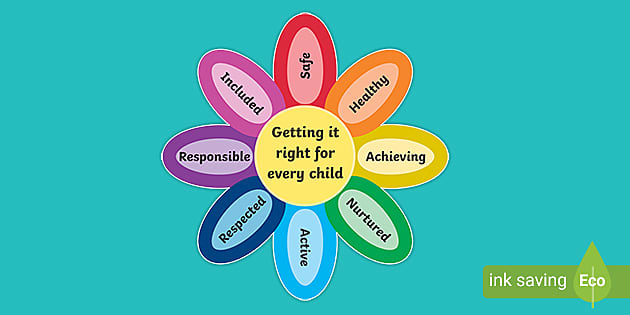 Getting it
right for
every child
Safe
Healthy
Achieving
Nurtured
Active
Respected
Responsible
Included
ink saving
Eco